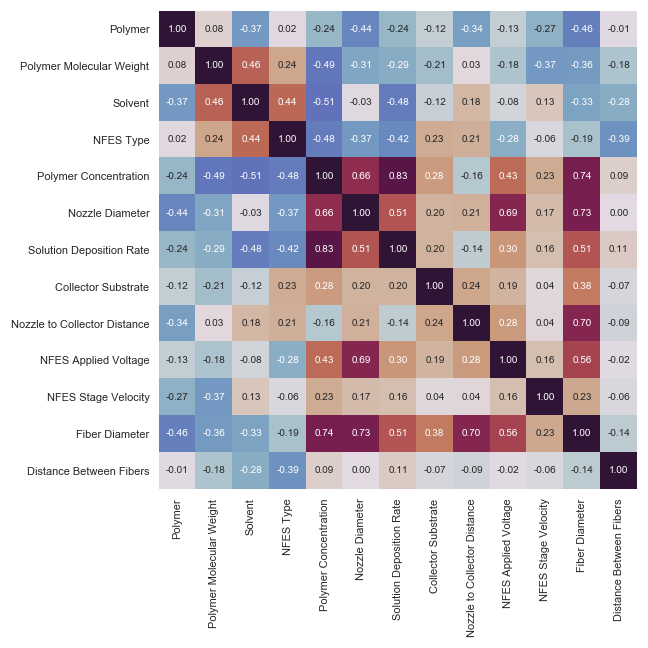 Polymer 1.00 0.08 -0.37 0.02 -0.24 -0.44 -0.24 -0.12 -0.34 -0.13 -0.27 -0.46 -0.01
Polymer Molecular Weight 0.08 1.00 0.46 0.24 -0.49 -0.31 -0.29 -0.21 0.03 -0.18 -0.37 -0.36 -0.18
Solvent -0.37 0.46 1.00 0.44 -0.51 -0.03 -0.48 -0.12 0.18 -0.08 0.13 -0.33 -0.28
NFES Type 0.02 0.24 0.44 1.00 -0.48 -0.37 -0.42 0.23 0.21 -0.28 -0.06 -0.19 -0.39
Polymer Concentration -0.24 -0.49 -0.51 -0.48 1.00 0.66 0.83 0.28 -0.16 0.43 0.23 0.74 0.09
Nozzle Diameter -0.44 -0.31 -0.03 -0.37 0.66 1.00 0.51 0.20 0.21 0.69 0.17 0.73 0.00
Solution Deposition Rate -0.24 -0.29 -0.48 -0.42 0.83 0.51 1.00 0.20 -0.14 0.30 0.16 0.51 0.11
Collector Substrate -0.12 -0.21 -0.12 0.23 0.28 0.20 0.20 1.00 0.24 0.19 0.04 0.38 -0.07
Nozzle to Collector Distance -0.34 0.03 0.18 0.21 -0.16 0.21 -0.14 0.24 1.00 0.28 0.04 0.70 -0.09
NFES Applied Voltage -0.13 -0.18 -0.08 -0.28 0.43 0.69 0.30 0.19 0.28 1.00 0.16 0.56 -0.02
NFES Stage Velocity -0.27 -0.37 0.13 -0.06 0.23 0.17 0.16 0.04 0.04 0.16 1.00 0.23 -0.06
Fiber Diameter -0.46 -0.36 -0.33 -0.19 0.74 0.73 0.51 0.38 0.70 0.56 0.23 1.00 -0.14
Distance Between Fibers -0.01 -0.18 -0.28 -0.39 0.09 0.00 0.11 -0.07 -0.09 -0.02 -0.06 -0.14 1.00
Polymer
Polymer Molecular Weight
Solvent
NFES Type
Polymer Concentration
Nozzle Diameter
Solution Deposition Rate
Collector Substrate
Nozzle to Collector Distance
NFES Applied Voltage
NFES Stage Velocity
Fiber Diameter
Distance Between Fibers